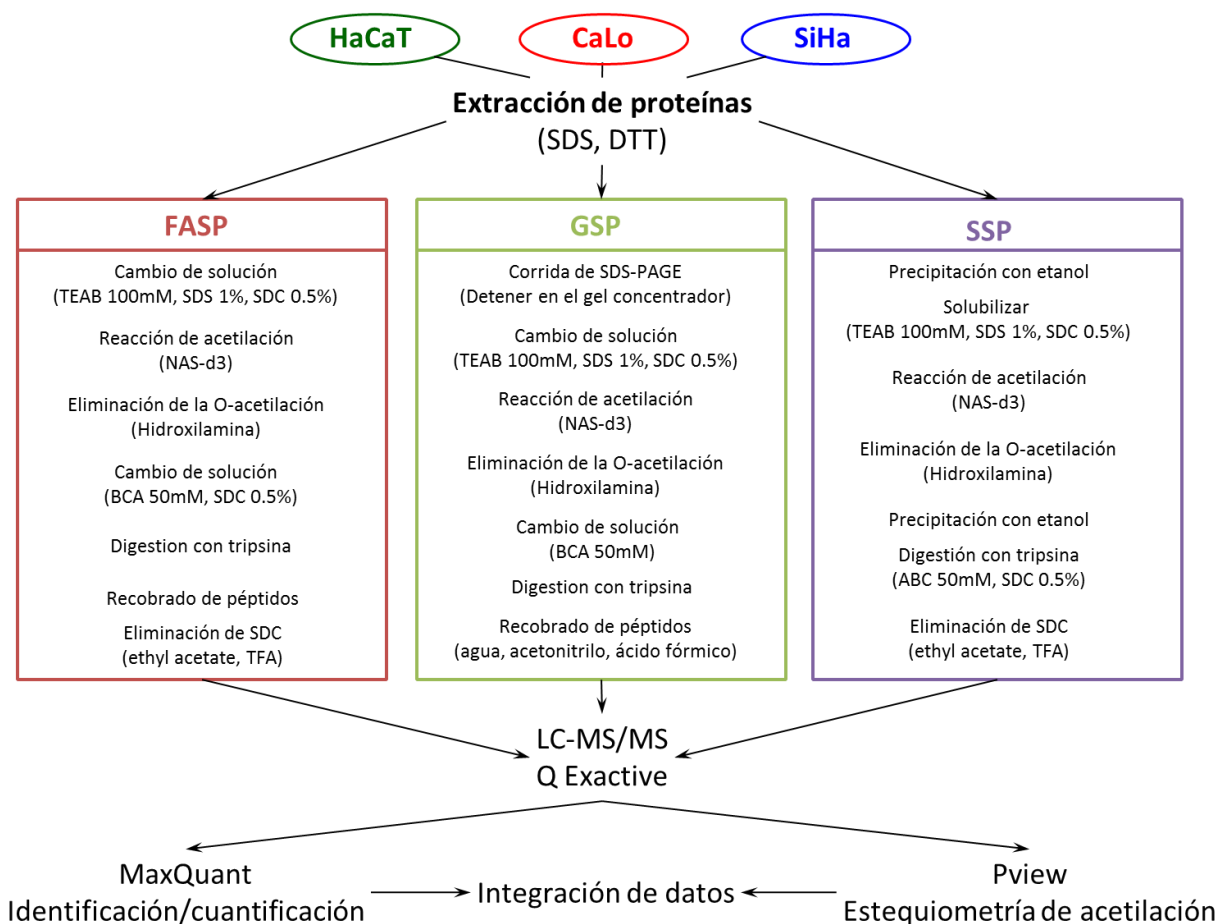 HaCaT
CaLo
SiHa
Extracción de proteínas
(SDS, DTT)
FASP
Cambio de solución
(TEAB 100mM, SDS 1%, SDC 0.5%)
Reacción de acetilación
(NAS-d3)
Eliminación de la O-acetilación
(Hidroxilamina)
Cambio de solución
(BCA 50mM, SDC 0.5%)
Digestion con tripsina
Recobrado de péptidos
Eliminación de SDC
(ethyl acetate, TFA)
GSP
Corrida de SDS-PAGE
(Detener en el gel concentrador)
Cambio de solución
(TEAB 100mM, SDS 1%, SDC 0.5%)
Reacción de acetilación
(NAS-d3)
Eliminación de la O-acetilación
(Hidroxilamina)
Cambio de solución
(BCA 50mM)
Digestion con tripsina
Recobrado de péptidos
(agua, acetonitrilo, ácido fórmico)
SSP
Precipitación con etanol
Solubilizar
(TEAB 100mM, SDS 1%, SDC 0.5%)
Reacción de acetilación
(NAS-d3)
Eliminación de la O-acetilación
(Hidroxilamina)
Precipitación con etanol
Digestión con tripsina
(ABC 50mM, SDC 0.5%)
Eliminación de SDC
(ethyl acetate, TFA)
LC-MS/MS
Q Exactive
MaxQuant
Identificación/cuantificación
Integración de datos
Pview
Estequiometría de acetilación